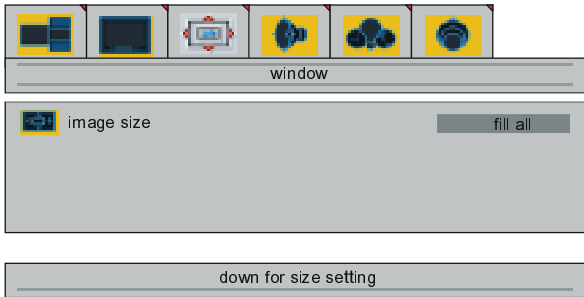 window
image size
fill all
down for size setting